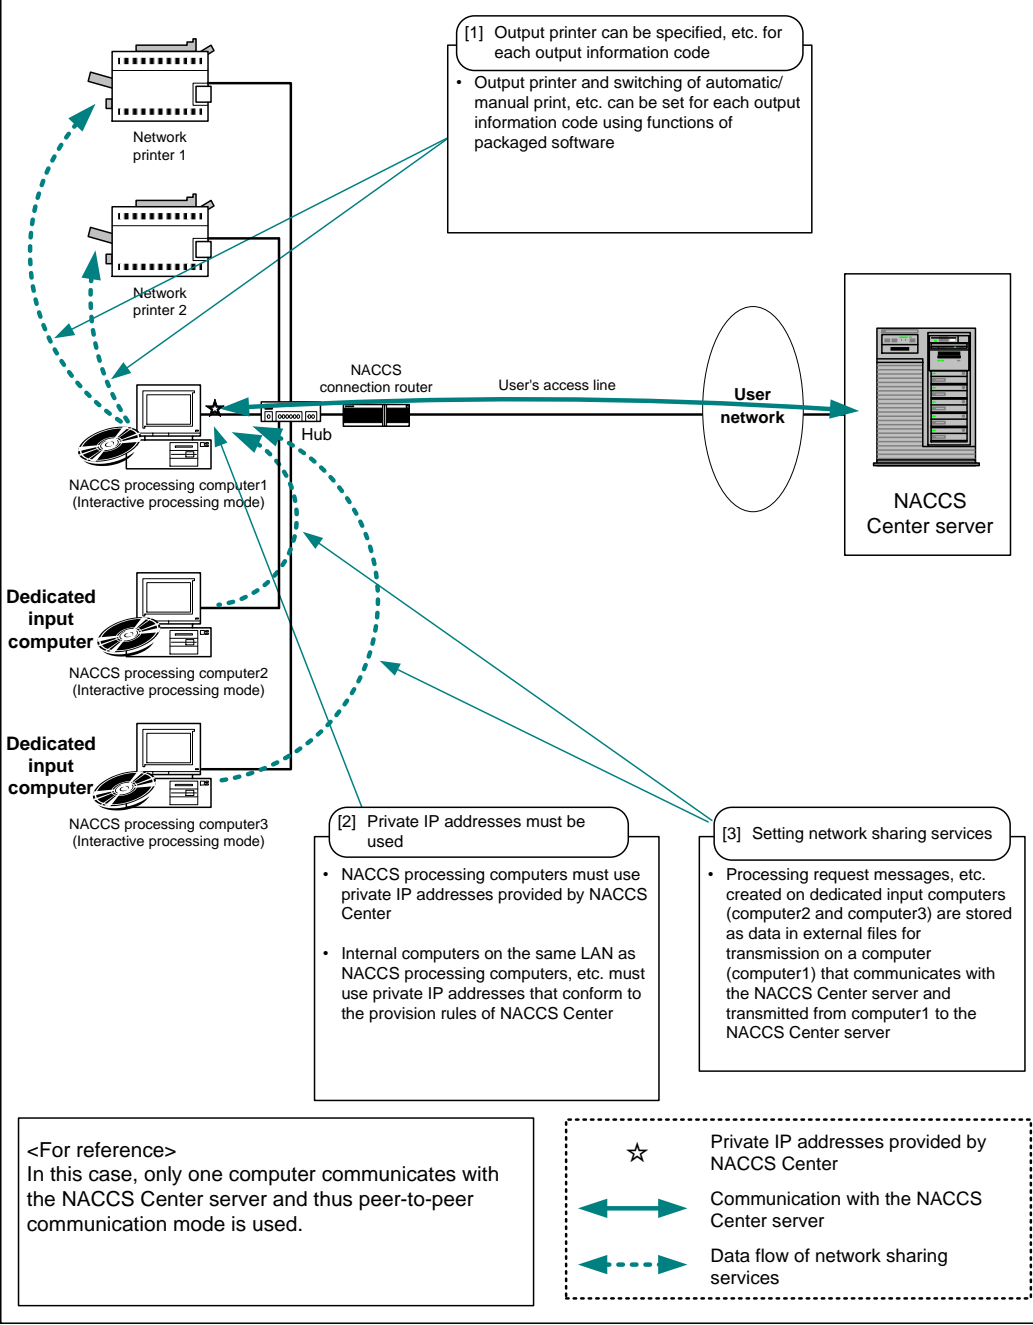 [1] Output printer can be specified, etc. for
each output information code
• Output printer and switching of automatic/
manual print, etc. can be set for each output
information code using functions of
packaged software
Network
printer 1
Network
printer 2
NACCS
connection router
User's access line
User
network
Hub
NACCS processing computer1
(Interactive processing mode)
NACCS
Center server
Dedicated
input
computer
NACCS processing computer2
(Interactive processing mode)
Dedicated
input
computer
NACCS processing computer3
(Interactive processing mode)
[2] Private IP addresses must be
used
• NACCS processing computers must use
private IP addresses provided by NACCS
Center
• Internal computers on the same LAN as
NACCS processing computers, etc. must
use private IP addresses that conform to
the provision rules of NACCS Center
[3] Setting network sharing services
• Processing request messages, etc.
created on dedicated input computers
(computer2 and computer3) are stored
as data in external files for
transmission on a computer
(computer1) that communicates with
the NACCS Center server and
transmitted from computer1 to the
NACCS Center server
<For reference>
In this case, only one computer communicates with
the NACCS Center server and thus peer-to-peer
communication mode is used.
Private IP addresses provided by
NACCS Center
Communication with the NACCS
Center server
Data flow of network sharing
services